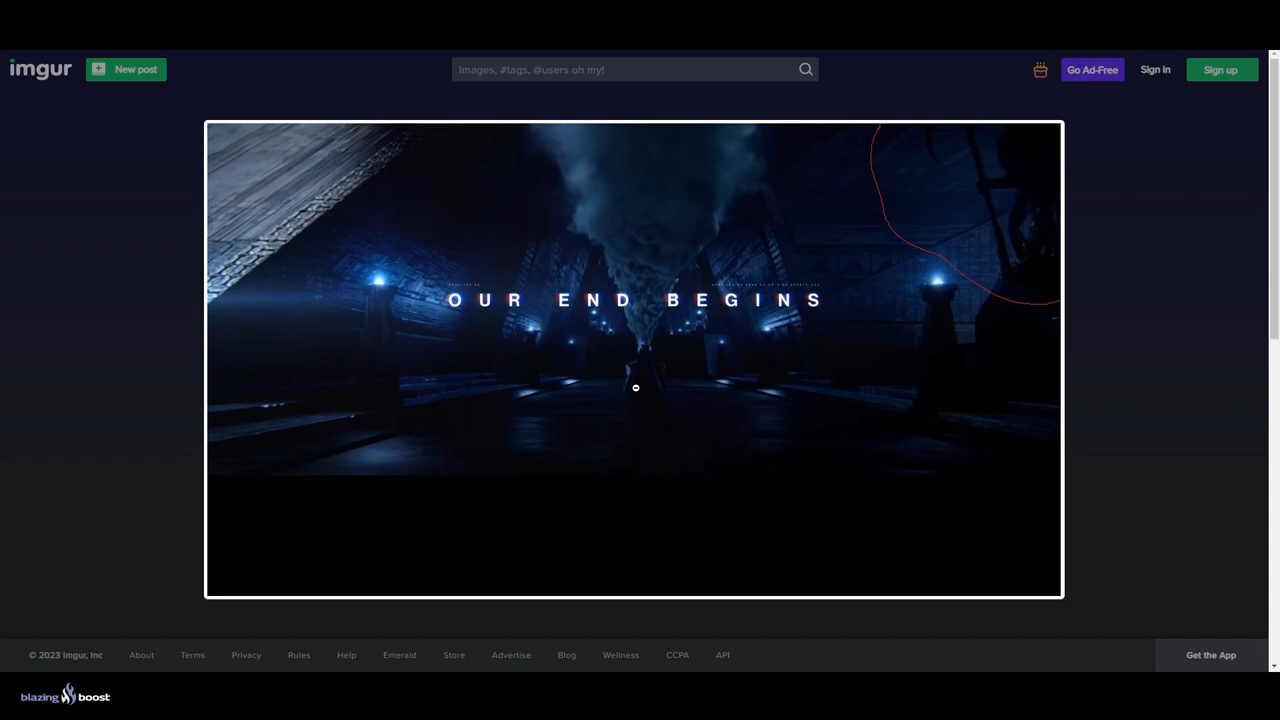 imgur
New post
Images, #tags, @users oh my!
Go Ad-Free
Sign in
Sign up
OUR END BEGINS
© 2023 Imgur, Inc
About
Terms
Privacy
Rules
Help
Emerald
Store
Advertise
Blog
Wellness
CCPA
API
Get the App
blazing boost